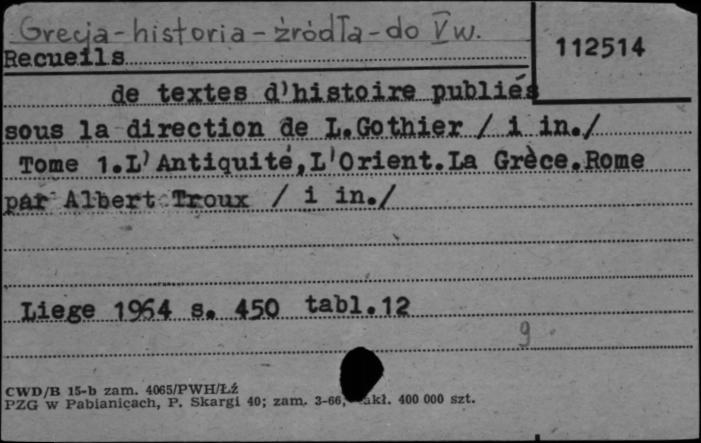 Grecja - historia - źródła - do V w.
112514
Recueils
de textes d'histoire publiés
sous la direction de L.Gothier / i in./
Tome 1.L'Antiquité,L'Orient.La Grèce.Rome
par Albert Troux / i in./
Liege 1964 s. 450 tabl.12
9
CWD/B 15-b zam. 4065/PWH/Łź
PZG w Pabianicach, P. Skargi 40; zam. 3-66, akł. 400 000 szt.